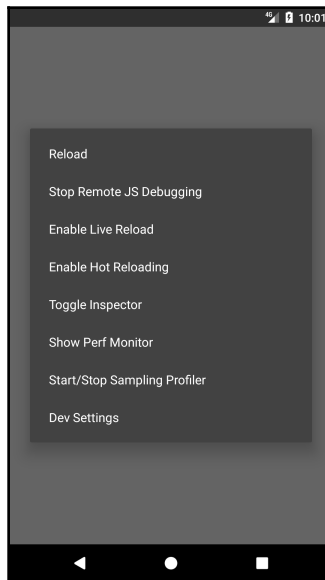 4G 10:01
Reload
Stop Remote JS Debugging
Enable Live Reload
Enable Hot Reloading
Toggle Inspector
Show Perf Monitor
Start/Stop Sampling Profiler
Dev Settings